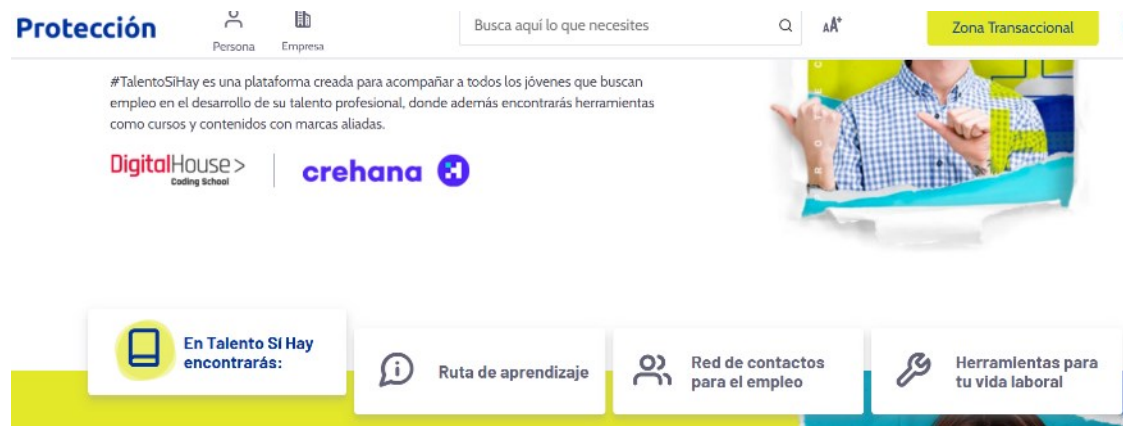 Protección
Persona
Empresa
Busca aquí lo que necesites
AA+
Zona Transaccional
#TalentoSíHay es una plataforma creada para acompañar a todos los jóvenes que buscan
empleo en el desarrollo de su talento profesional, donde además encontrarás herramientas
como cursos y contenidos con marcas aliadas.
DigitalHouse>
Coding School
crehana
En Talento Sí Hay
encontrarás:
Ruta de aprendizaje
Red de contactos
para el empleo
Herramientas para
tu vida laboral